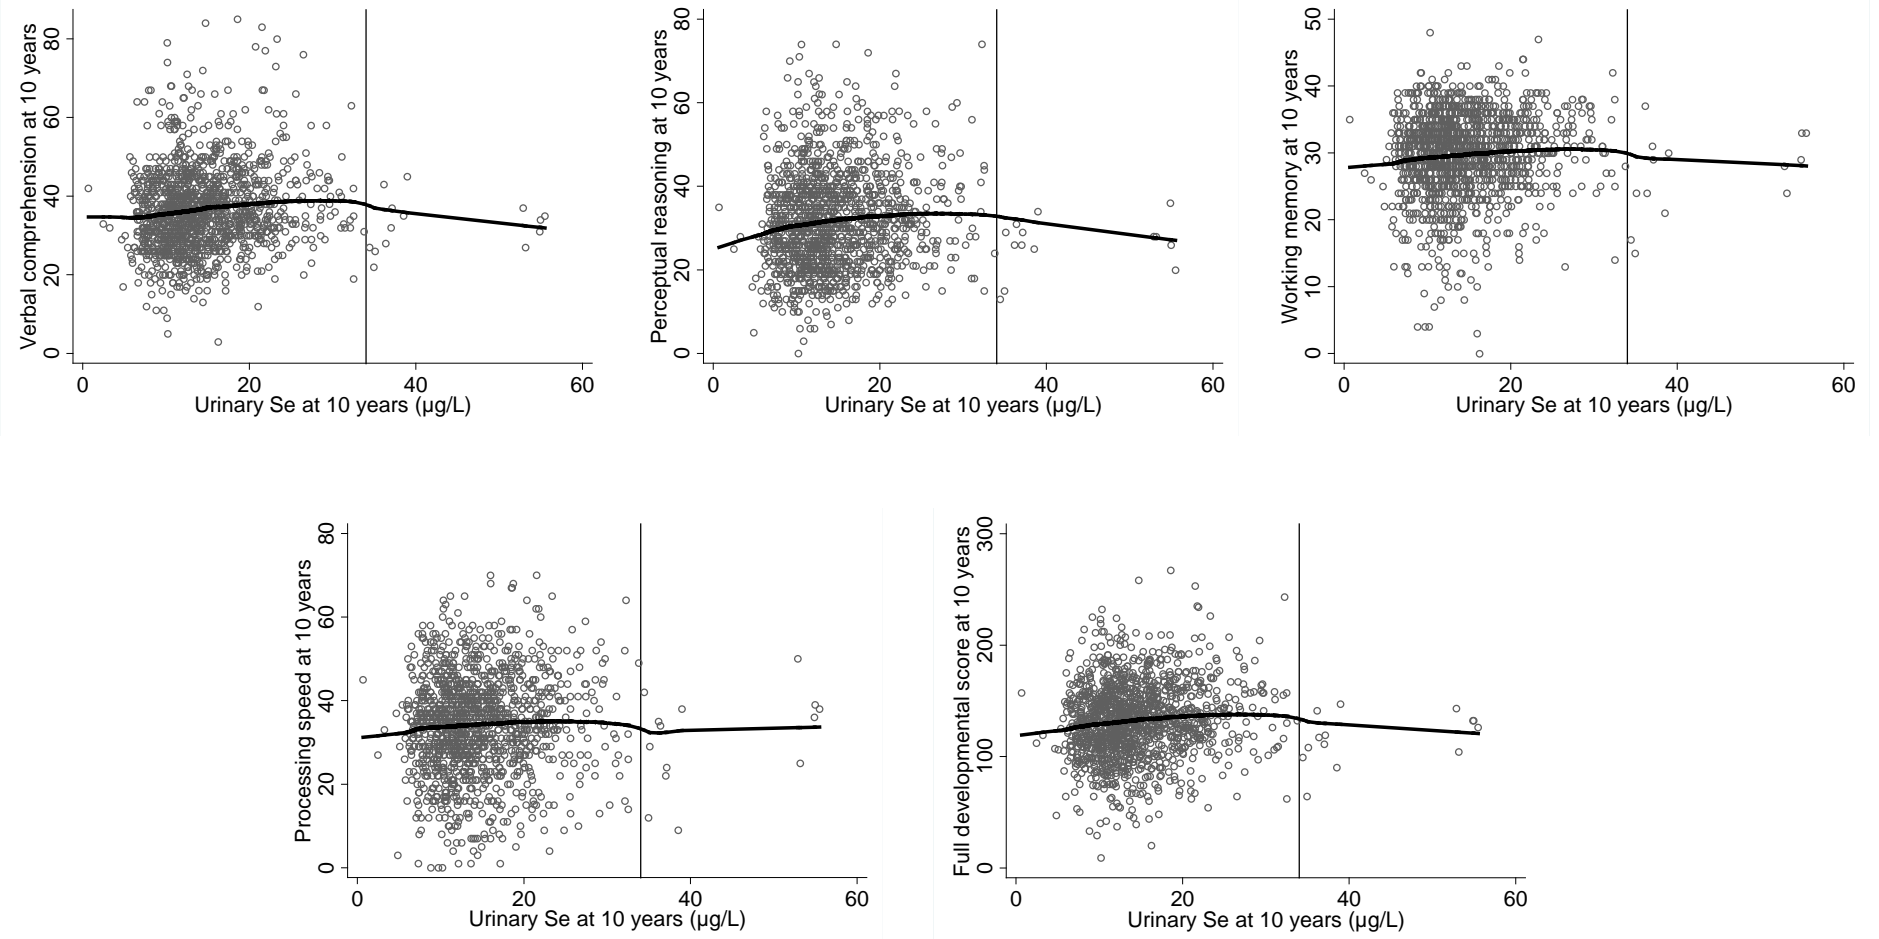 Verbal comprehension at 10 years
80
60
40
20
0
0 20 40 60
Urinary Se at 10 years (µg/L)
Perceptual reasoning at 10 years
80
60
40
20
0
0 20 40 60
Urinary Se at 10 years (µg/L)
Working memory at 10 years
50
40
30
20
10
0
0 20 40 60
Urinary Se at 10 years (µg/L)
Processing speed at 10 years
80
60
40
20
0
0 20 40 60
Urinary Se at 10 years (µg/L)
Full developmental score at 10 years
300
200
100
0
0 20 40 60
Urinary Se at 10 years (µg/L)